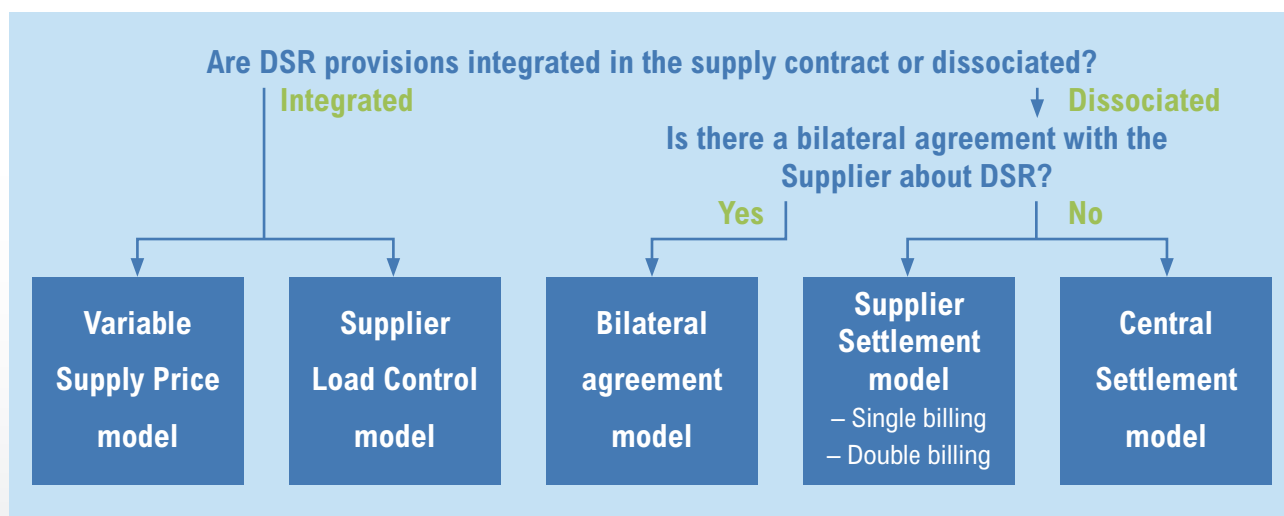 Are DSR provisions integrated in the supply contract or dissociated?
Integrated
Dissociated
Is there a bilateral agreement with the
Supplier about DSR?
Yes
No
Variable
Supply Price
model
Supplier
Load Control
model
Bilateral
agreement
model
Supplier
Settlement
model
– Single billing
– Double billing
Central
Settlement
model